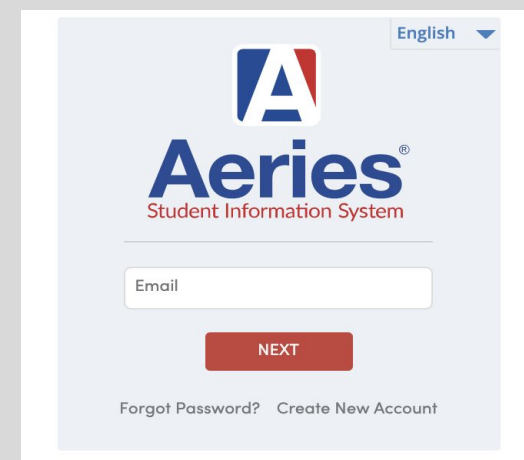 English
Aeries®
Student Information System
Email
NEXT
Forgot Password? Create New Account